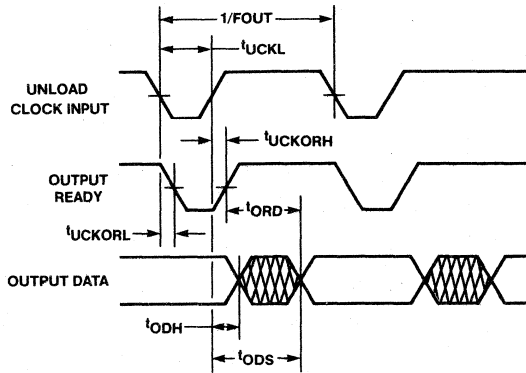 1/FOUT
tUCKL
UNLOAD
CLOCK INPUT
tUCKORH
OUTPUT
READY
tORD
tUCKORL
OUTPUT DATA
tODH
tODS